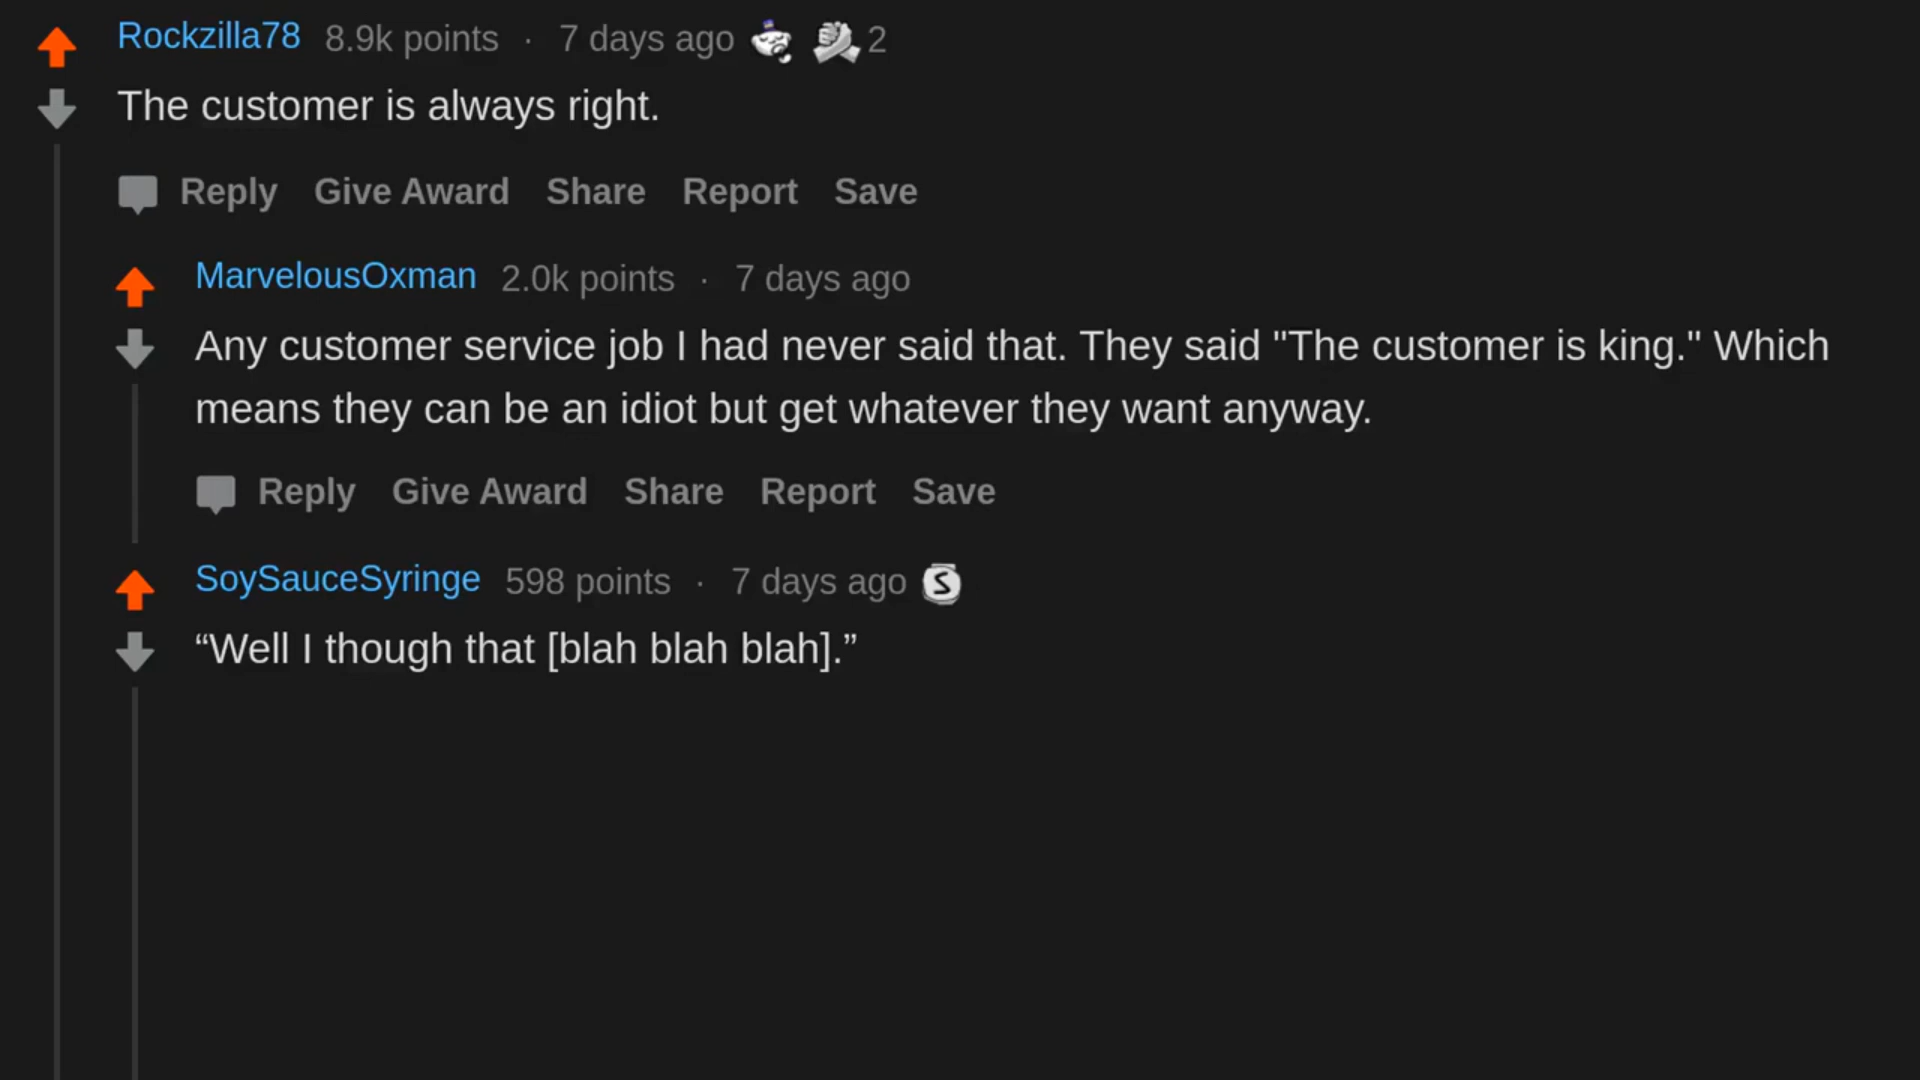 Rockzilla78 8.9k points · 7 days ago 2
The customer is always right.
Reply Give Award Share Report Save
MarvelousOxman 2.0k points · 7 days ago
Any customer service job I had never said that. They said "The customer is king." Which
means they can be an idiot but get whatever they want anyway.
Reply Give Award Share Report Save
SoySauceSyringe 598 points · 7 days ago S
“Well I though that [blah blah blah].”